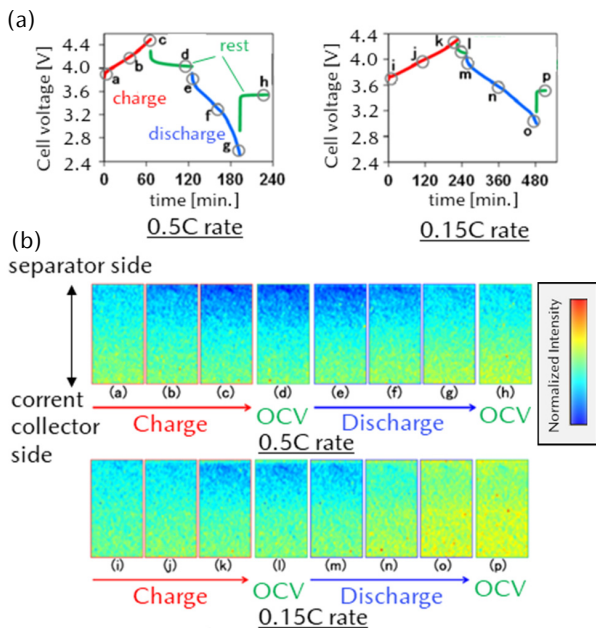 (a)
4.4
4.0
3.6
3.2
2.8
2.4
Cell voltage [V]
a
b
c
d
rest
e
h
charge
f
discharge
g
0 60 120 180 240
time [min.]
0.5C rate
4.4
4.0
3.6
3.2
2.8
2.4
Cell voltage [V]
i
j
k
l
m
n
p
o
0 120 240 360 480
time [min.]
0.15C rate
(b)
separator side
corrent
collector
side
(a) (b) (c) (d) (e) (f) (g) (h)
Charge OCV Discharge OCV
0.5C rate
Normalized Intensity
(i) (j) (k) (l) (m) (n) (o) (p)
Charge OCV Discharge OCV
0.15C rate